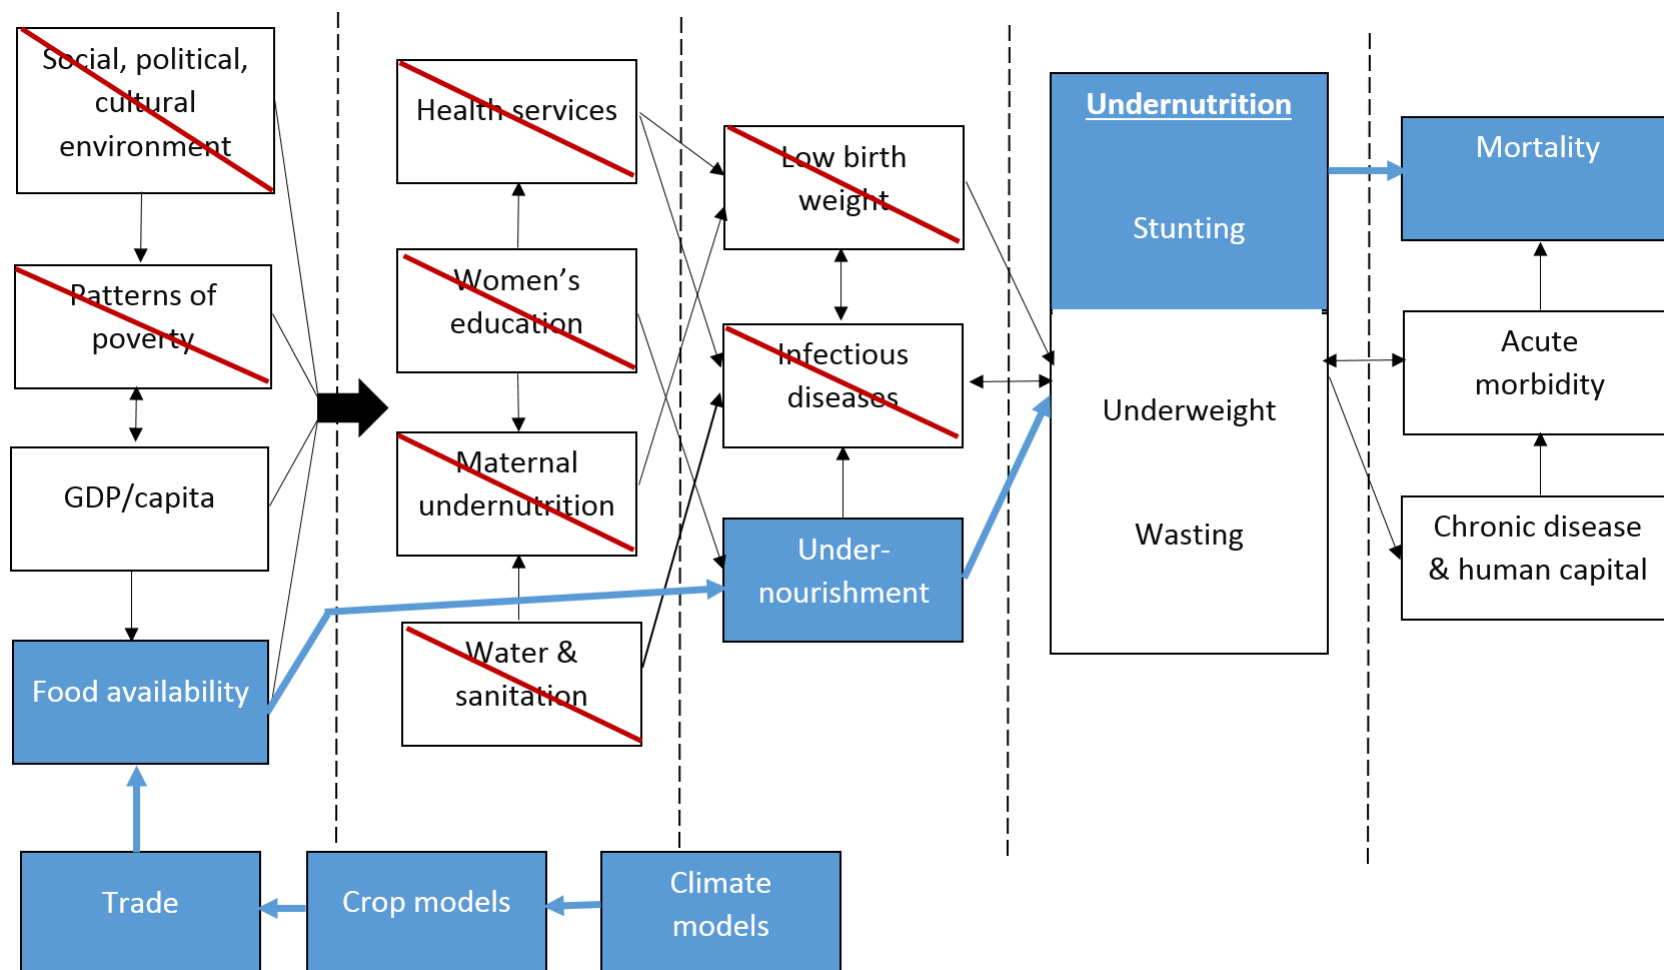 Social, political,
cultural
environment
Patterns of
poverty
GDP/capita
Food availability
Trade
Health services
Women’s
education
Maternal
undernutrition
Water &
sanitation
Crop models
Low birth
weight
Infectious
diseases
Under-
nourishment
Climate
models
Undernutrition
Stunting
Underweight
Wasting
Mortality
Acute
morbidity
Chronic disease
& human capital